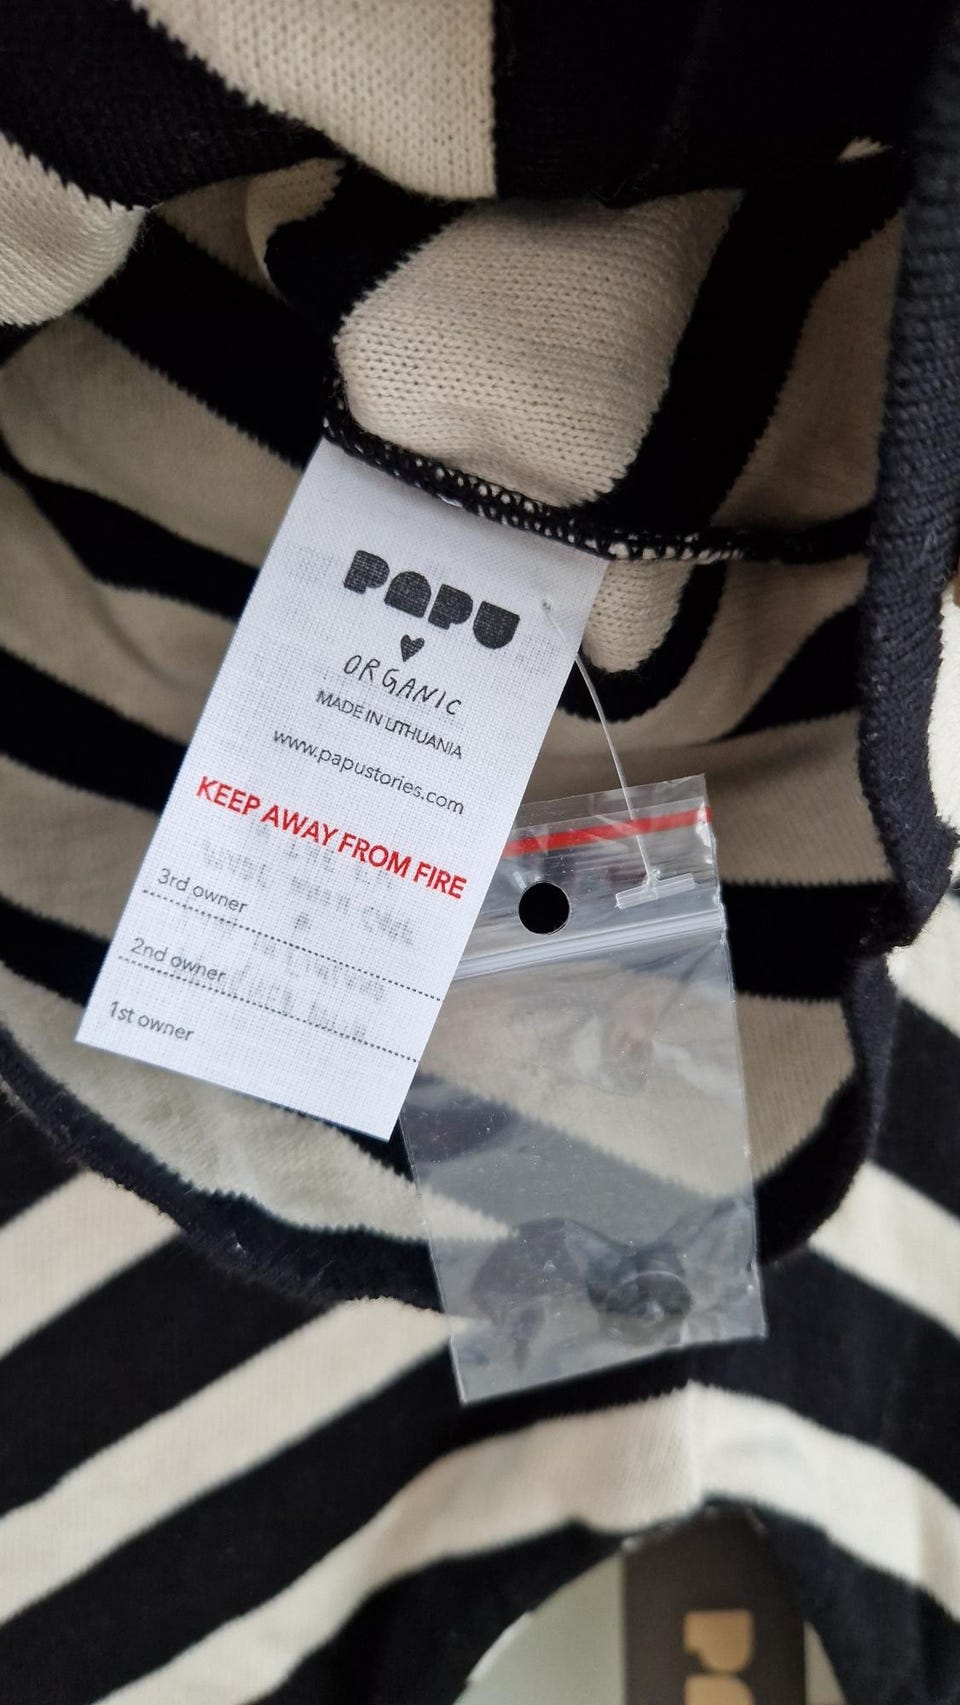 PAPU
ORGANIC
MADE IN LITHUANIA
www.papustories.com
KEEP AWAY FROM FIRE
3rd owner
2nd owner
1st owner